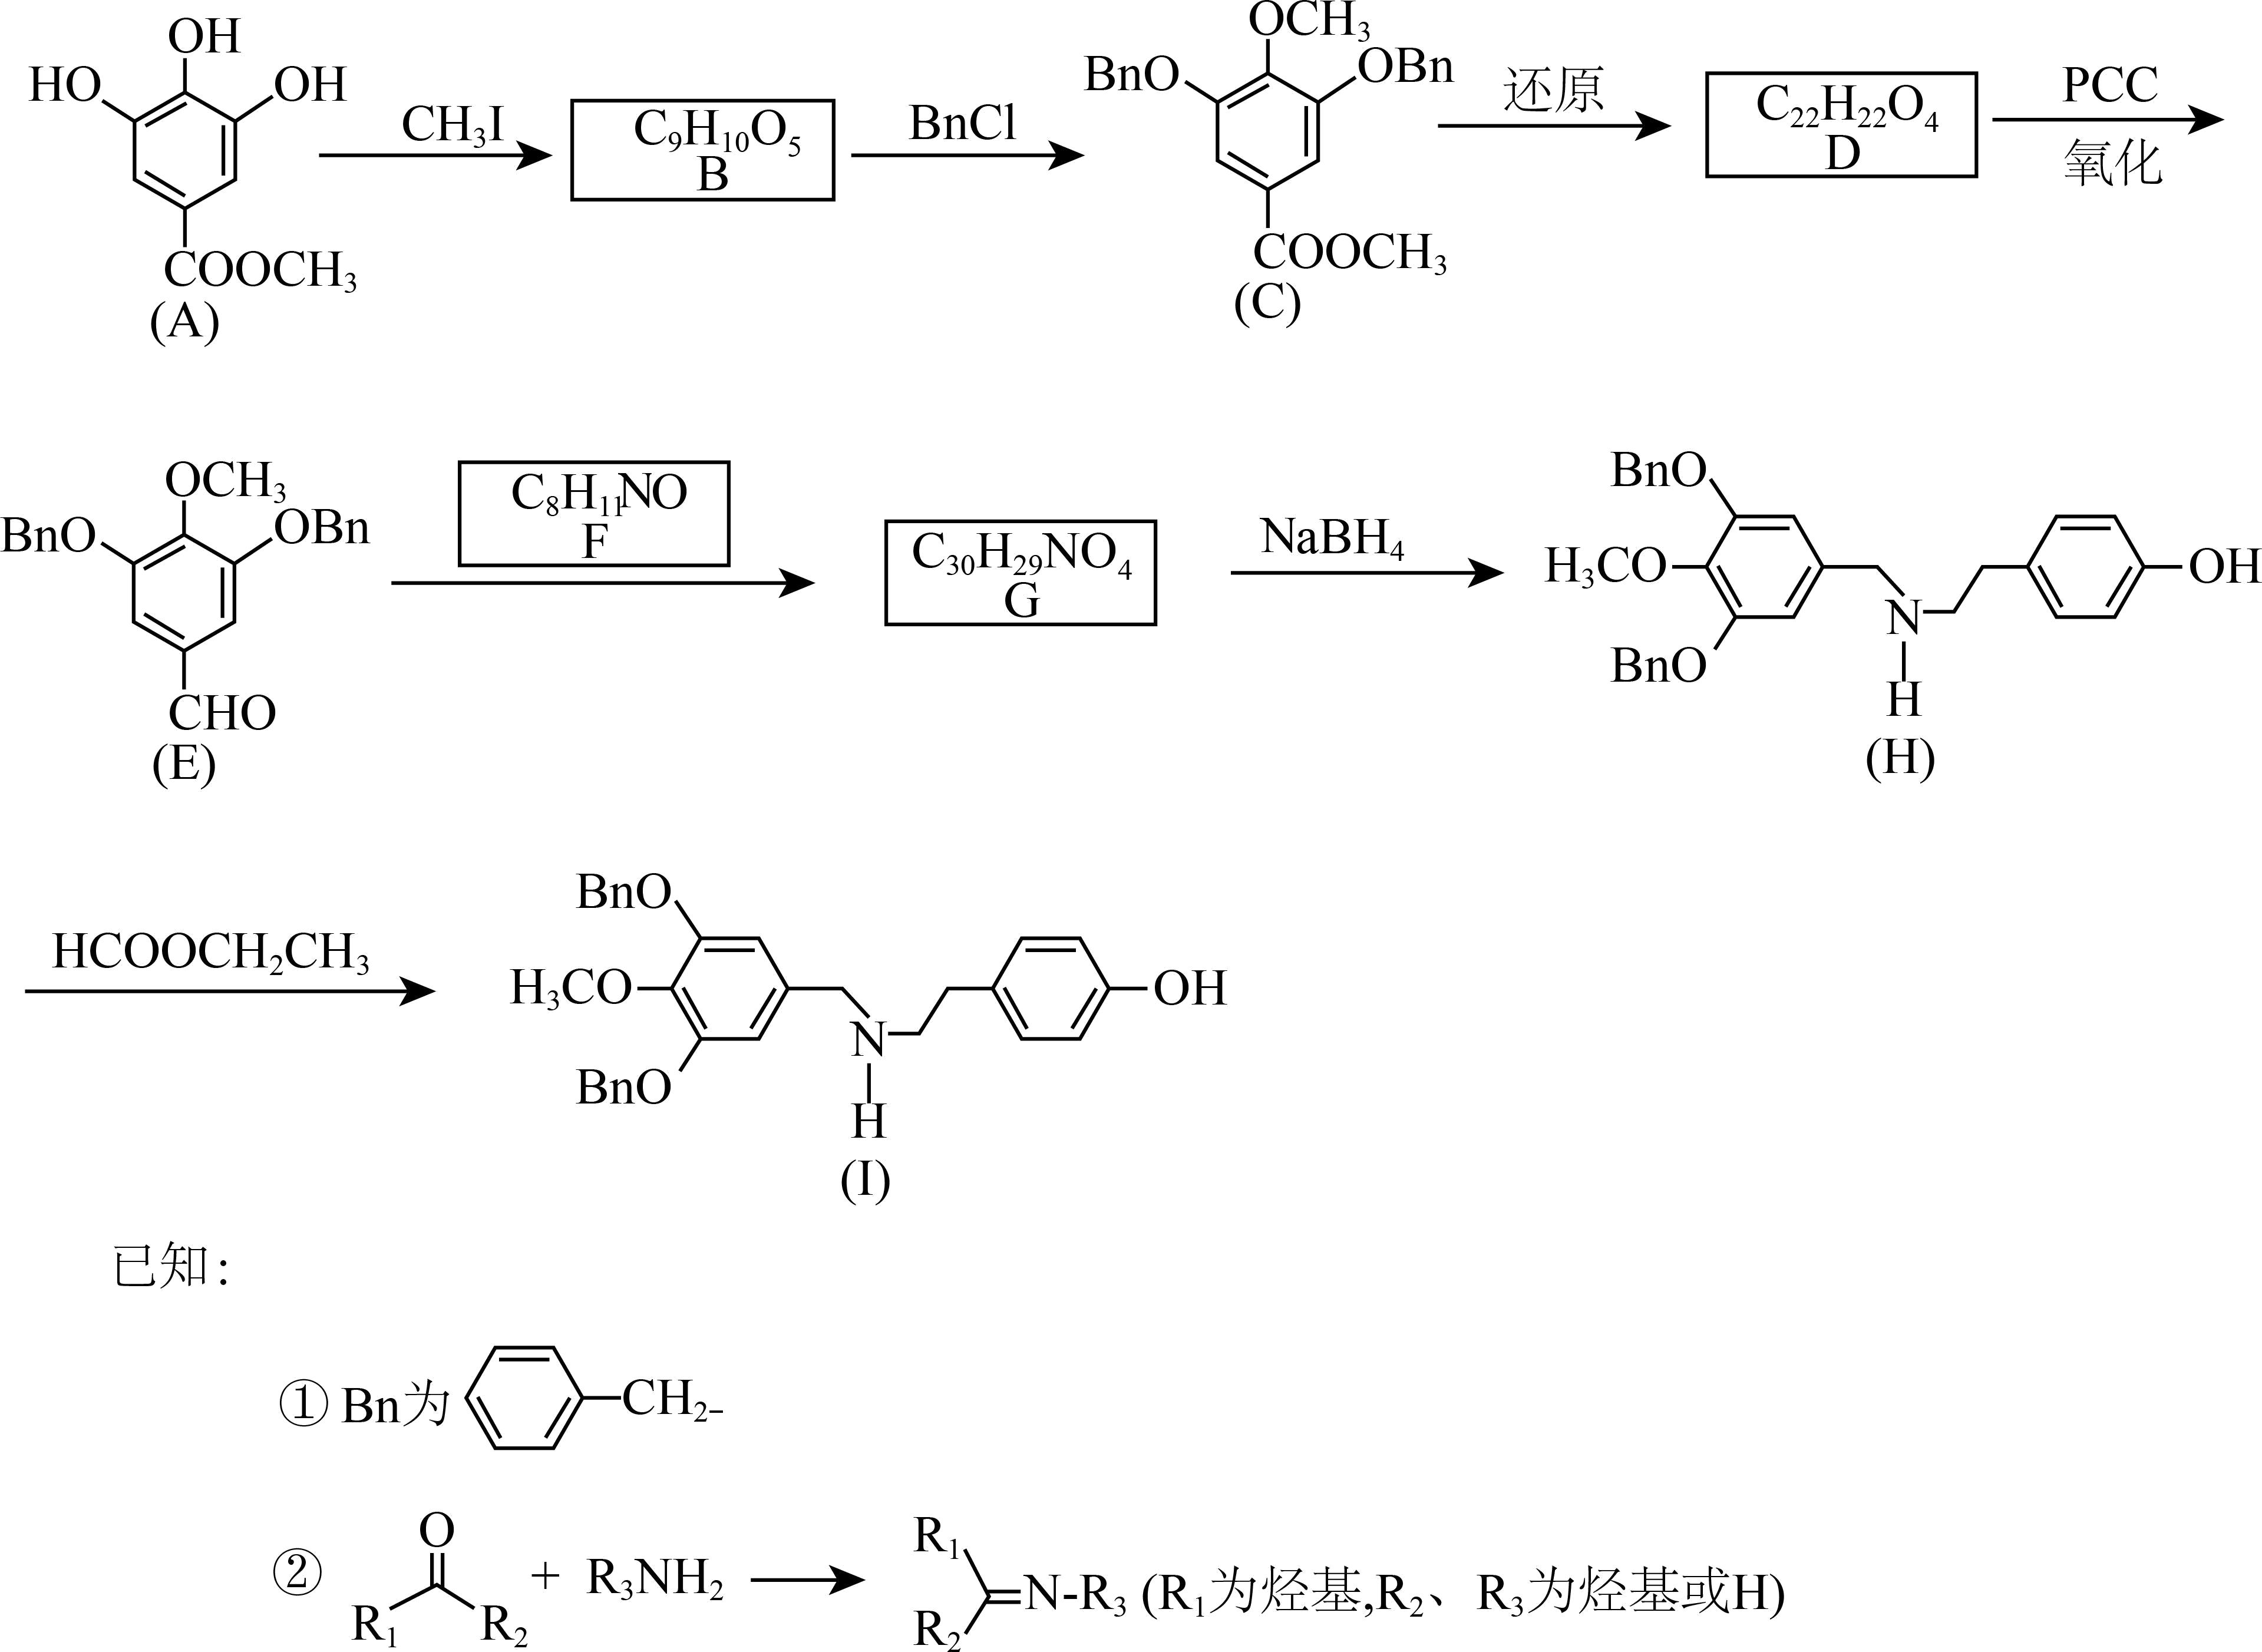 OH
HO
OH
COOCH₃
(A)
CH₃I
C₉H₁₀O₅
B
BnCl
OCH₃
BnO
OBn
COOCH₃
(C)
还原
C₂₂H₂₂O₄
D
PCC
氧化
OCH₃
BnO
OBn
CHO
(E)
C₈H₁₁NO
F
C₃₀H₂₉NO₄
G
NaBH₄
BnO
H₃CO
BnO
N
H
OH
(H)
HCOOCH₂CH₃
BnO
H₃CO
BnO
N
H
OH
(I)
已知：
① Bn为
CH₂-
②
O
R₁
R₂
+ R₃NH₂
R₁
R₂
=N-R₃ (R₁为烃基,R₂、R₃为烃基或H)